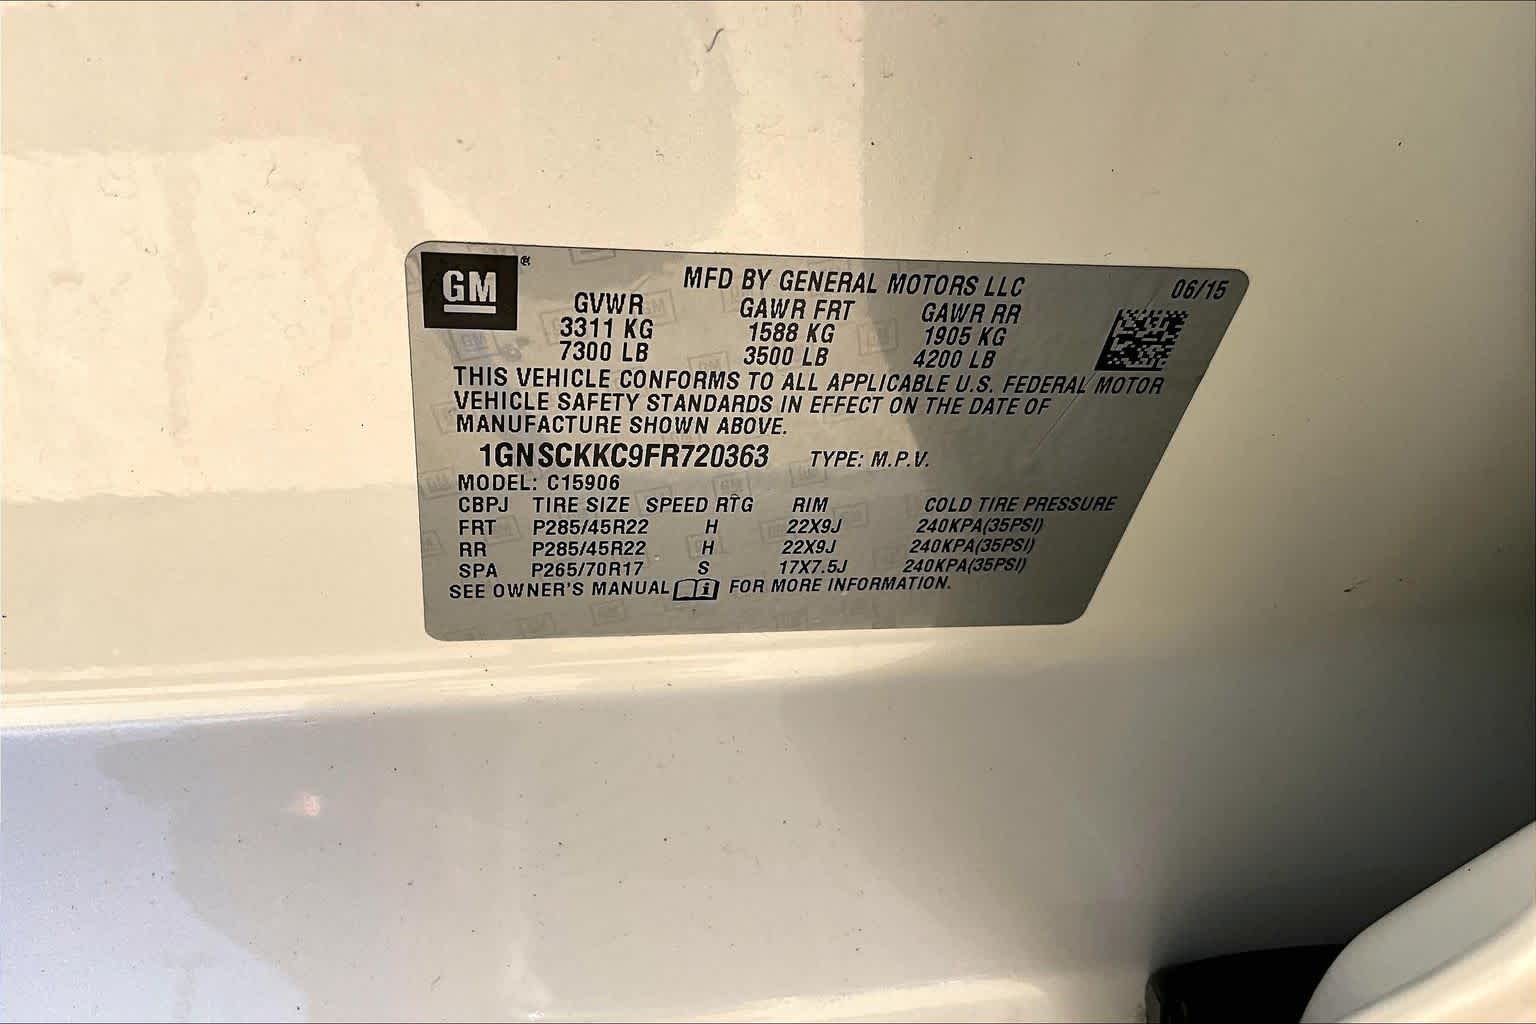 GM®
MFD BY GENERAL MOTORS LLC 06/15
GVWR GAWR FRT GAWR RR
3311 KG 1588 KG 1905 KG
7300 LB 3500 LB 4200 LB
THIS VEHICLE CONFORMS TO ALL APPLICABLE U.S. FEDERAL MOTOR
VEHICLE SAFETY STANDARDS IN EFFECT ON THE DATE OF
MANUFACTURE SHOWN ABOVE.
1GNSCKKC9FR720363 TYPE: M.P.V.
MODEL: C15906
CBPJ TIRE SIZE SPEED RTG RIM COLD TIRE PRESSURE
FRT P285/45R22 H 22X9J 240KPA(35PSI)
RR P285/45R22 H 22X9J 240KPA(35PSI)
SPA P265/70R17 S 17X7.5J 240KPA(35PSI)
SEE OWNER'S MANUAL i FOR MORE INFORMATION.